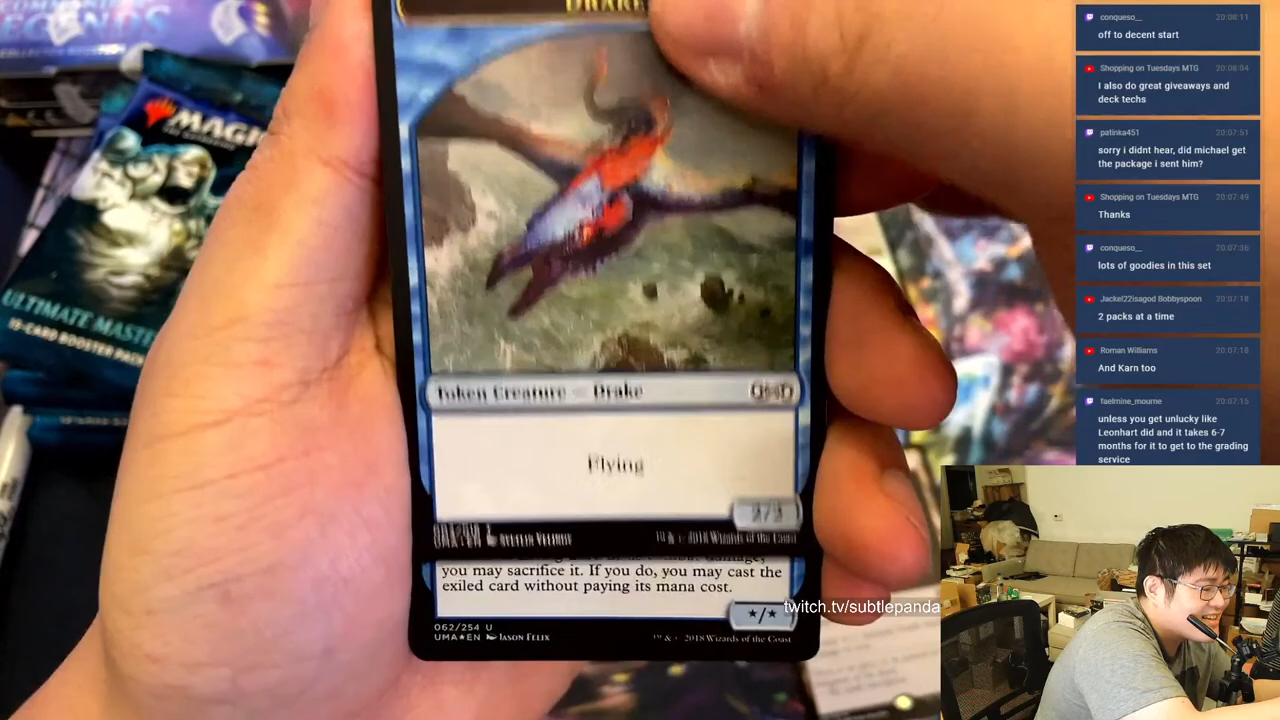 LEGENDS
MAGIC
ULTIMATE MASTE
15-CARD BOOSTER PACK
DRAKE
Token Creature — Drake
Flying
2/2
you may sacrifice it. If you do, you may cast the
exiled card without paying its mana cost.
★/★
062/254 U
UMA★EN JASON FELIX
™ & © 2018 Wizards of the Coast
twitch.tv/subtlepanda
conqueso__ 20:08:11
off to decent start
Shopping on Tuesdays MTG 20:08:04
I also do great giveaways and
deck techs
patinka451 20:07:51
sorry i didnt hear, did michael get
the package i sent him?
Shopping on Tuesdays MTG 20:07:49
Thanks
conqueso__ 20:07:36
lots of goodies in this set
Jackel22isagod Bobbyspoon 20:07:18
2 packs at a time
Roman Williams 20:07:18
And Karn too
faelmine_mourne 20:07:15
unless you get unlucky like
Leonhart did and it takes 6-7
months for it to get to the grading
service